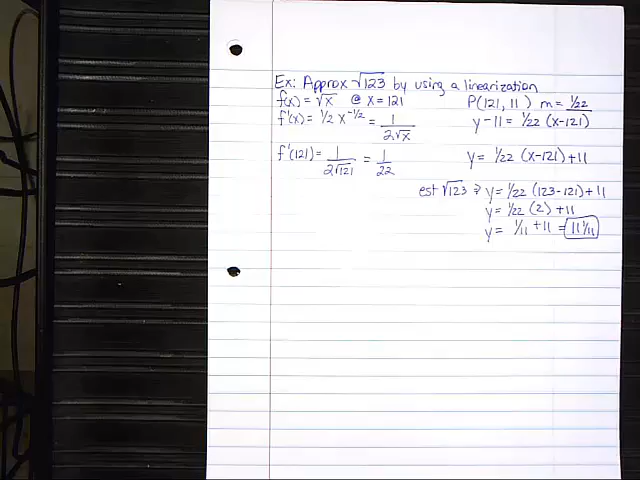 Ex: Approx √123 by using a linearization
f(x) = √x @ x = 121
f'(x) = 1/2 x^-1/2 = 1/(2√x)
f'(121) = 1/(2√121) = 1/22
P(121, 11) m = 1/22
y - 11 = 1/22 (x-121)
y = 1/22 (x-121) + 11
est √123 ? y = 1/22 (123-121) + 11
y = 1/22 (2) + 11
y = 1/11 + 11 = 11 1/11